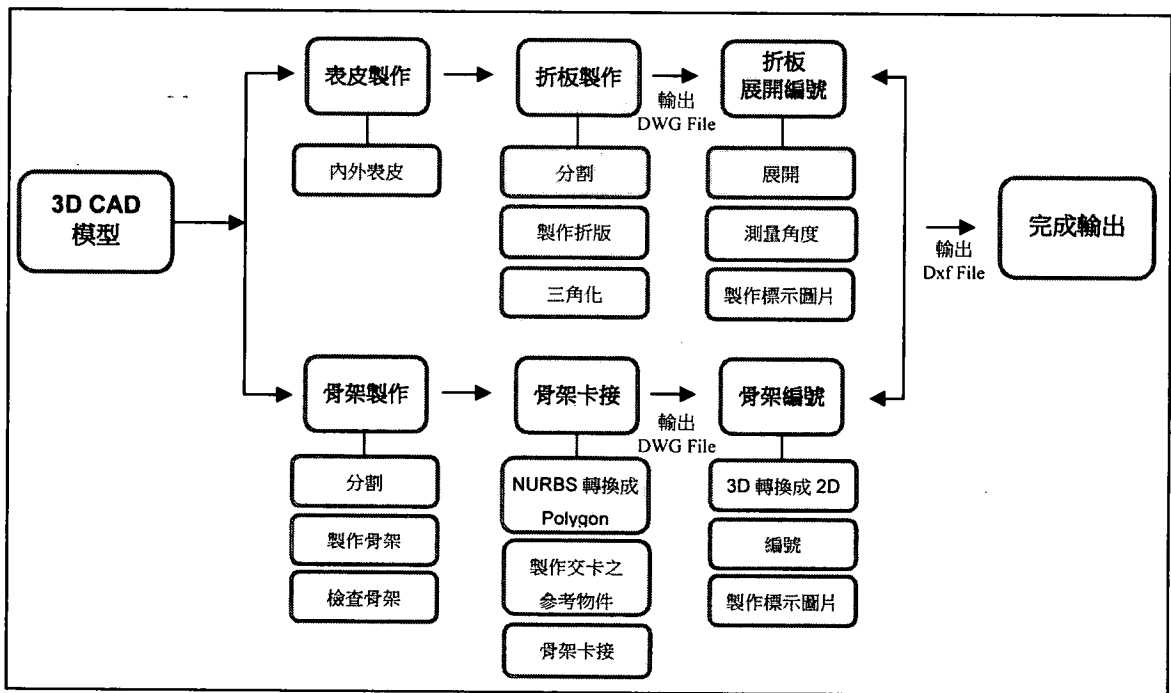 3D CAD
模型
表皮製作
內外表皮
折板製作
分割
製作折版
三角化
輸出
DWG File
折板
展開編號
展開
測量角度
製作標示圖片
骨架製作
分割
製作骨架
檢查骨架
骨架卡接
NURBS 轉換成
Polygon
製作交卡之
參考物件
骨架卡接
輸出
DWG File
骨架編號
3D 轉換成 2D
編號
製作標示圖片
輸出
Dxf File
完成輸出